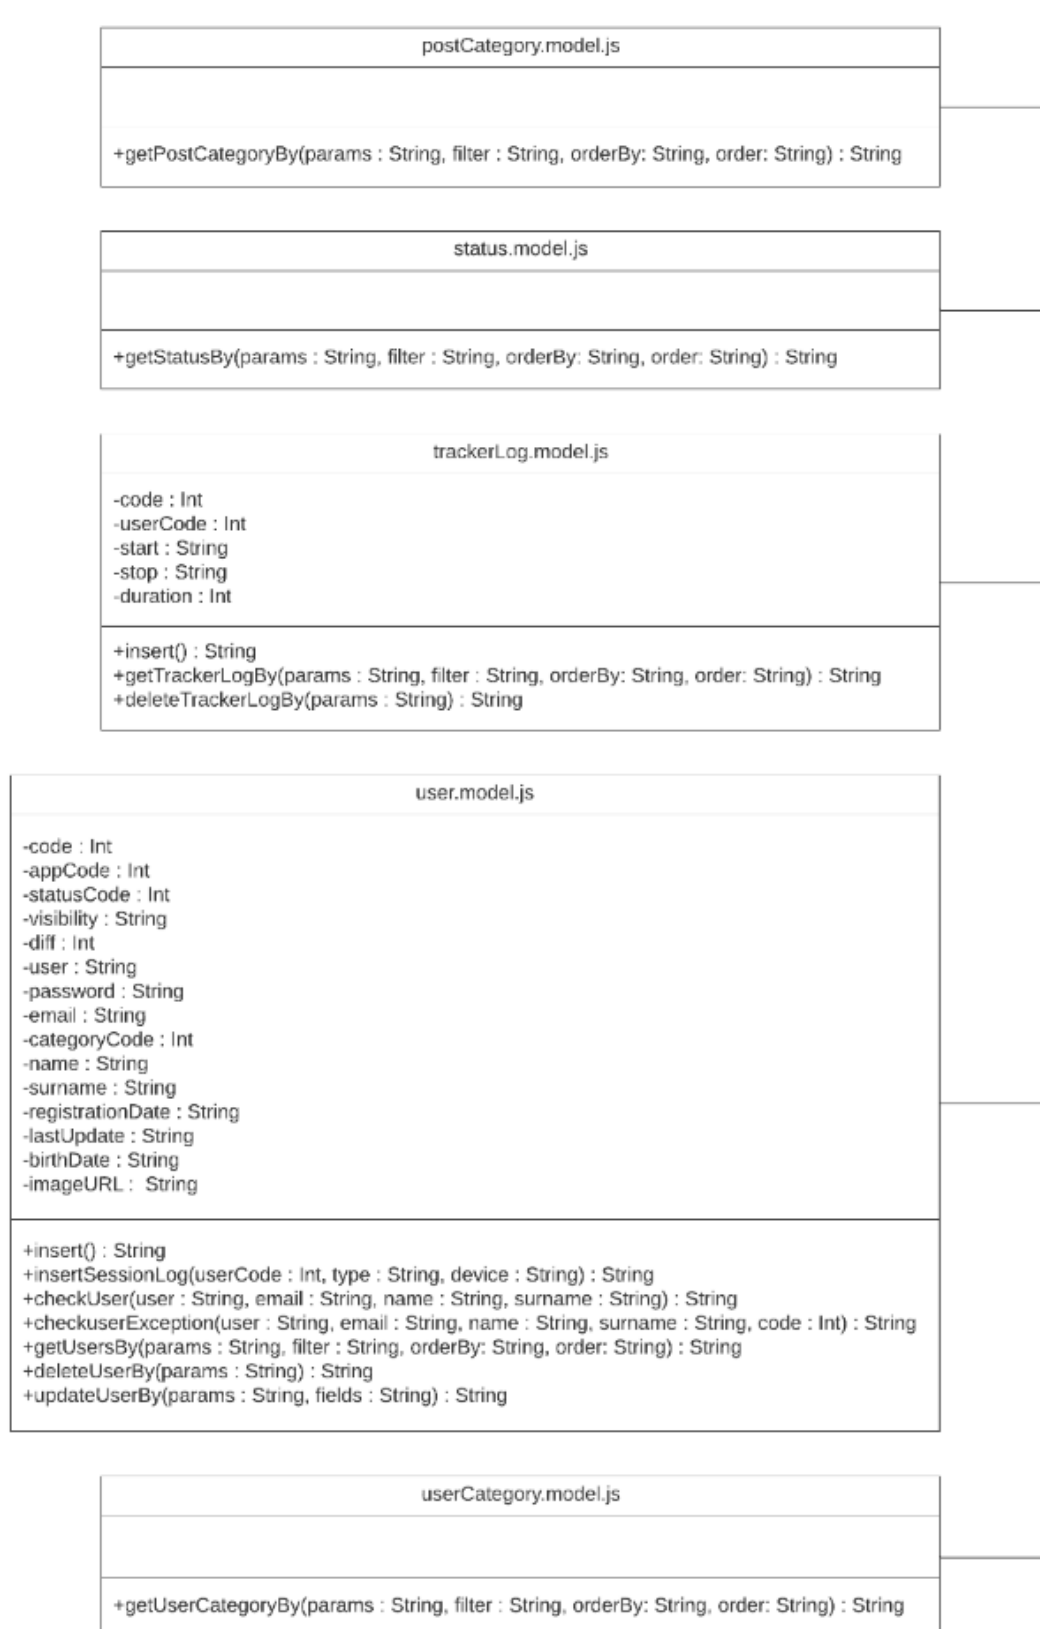 postCategory.model.js
+getPostCategoryBy(params : String, filter : String, orderBy: String, order: String) : String
status.model.js
+getStatusBy(params : String, filter : String, orderBy: String, order: String) : String
trackerLog.model.js
-code : Int
-userCode : Int
-start : String
-stop : String
-duration : Int
+insert() : String
+getTrackerLogBy(params : String, filter : String, orderBy: String, order: String) : String
+deleteTrackerLogBy(params : String) : String
user.model.js
-code : Int
-appCode : Int
-statusCode : Int
-visibility : String
-diff : Int
-user : String
-password : String
-email : String
-categoryCode : Int
-name : String
-surname : String
-registrationDate : String
-lastUpdate : String
-birthDate : String
-imageURL :  String
+insert() : String
+insertSessionLog(userCode : Int, type : String, device : String) : String
+checkUser(user : String, email : String, name : String, surname : String) : String
+checkuserException(user : String, email : String, name : String, surname : String, code : Int) : String
+getUsersBy(params : String, filter : String, orderBy: String, order: String) : String
+deleteUserBy(params : String) : String
+updateUserBy(params : String, fields : String) : String
userCategory.model.js
+getUserCategoryBy(params : String, filter : String, orderBy: String, order: String) : String